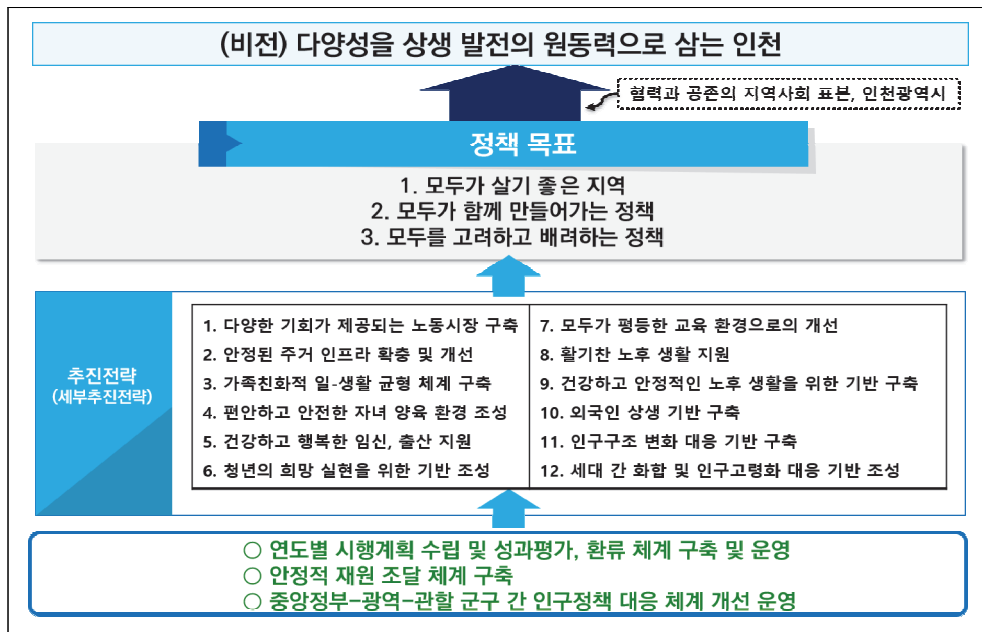 (비전) 다양성을 상생 발전의 원동력으로 삼는 인천
협력과 공존의 지역사회 표본, 인천광역시
정책 목표
1. 모두가 살기 좋은 지역
2. 모두가 함께 만들어가는 정책
3. 모두를 고려하고 배려하는 정책
추진전략
(세부추진전략)
1. 다양한 기회가 제공되는 노동시장 구축
2. 안정된 주거 인프라 확충 및 개선
3. 가족친화적 일-생활 균형 체계 구축
4. 편안하고 안전한 자녀 양육 환경 조성
5. 건강하고 행복한 임신, 출산 지원
6. 청년의 희망 실현을 위한 기반 조성
7. 모두가 평등한 교육 환경으로의 개선
8. 활기찬 노후 생활 지원
9. 건강하고 안정적인 노후 생활을 위한 기반 구축
10. 외국인 상생 기반 구축
11. 인구구조 변화 대응 기반 구축
12. 세대 간 화합 및 인구고령화 대응 기반 조성
○ 연도별 시행계획 수립 및 성과평가, 환류 체계 구축 및 운영
○ 안정적 재원 조달 체계 구축
○ 중앙정부-광역-관할 군구 간 인구정책 대응 체계 개선 운영